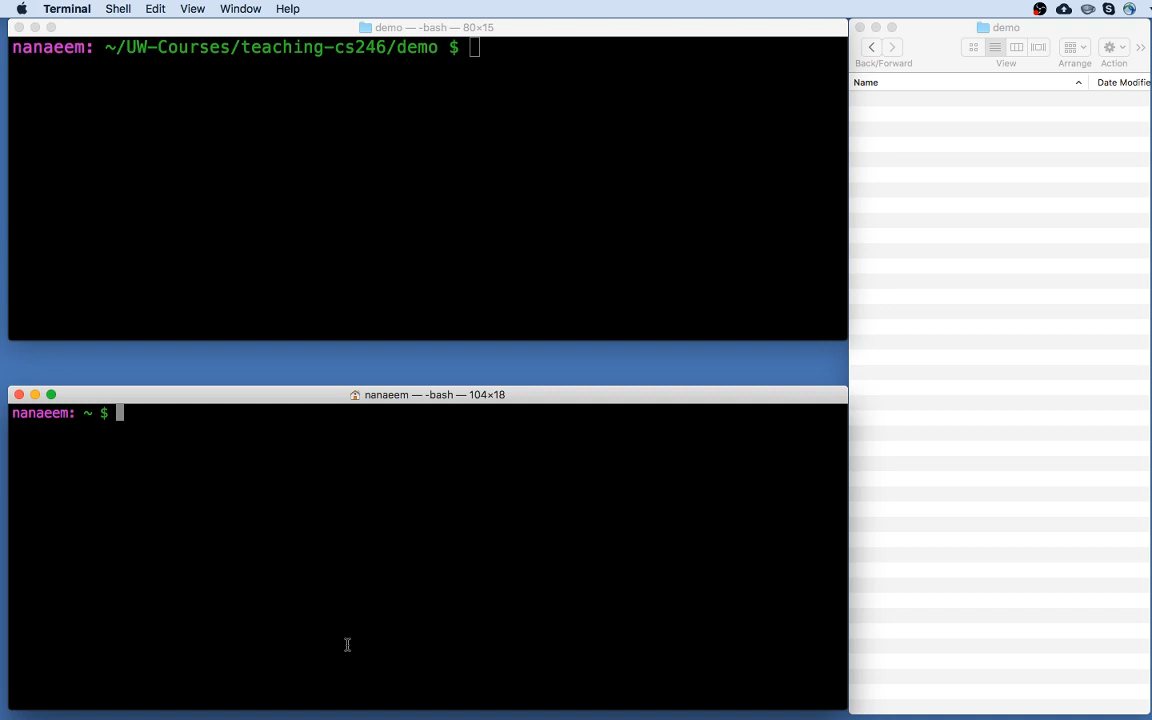 Terminal Shell Edit View Window Help
demo — -bash — 80×15
nanaeem: ~/UW-Courses/teaching-cs246/demo $
demo
Back/Forward View Arrange Action
Name Date Modifie
nanaeem — -bash — 104×18
nanaeem: ~ $